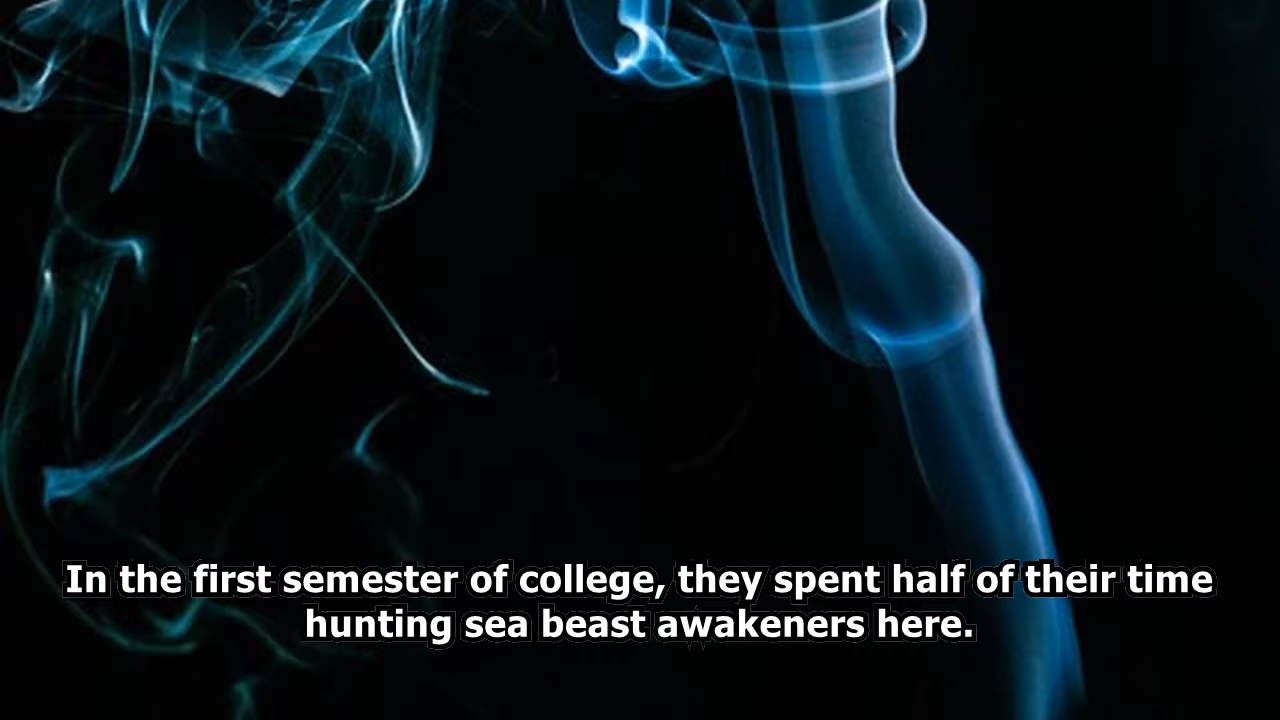 In the first semester of college, they spent half of their time
hunting sea beast awakeners here.